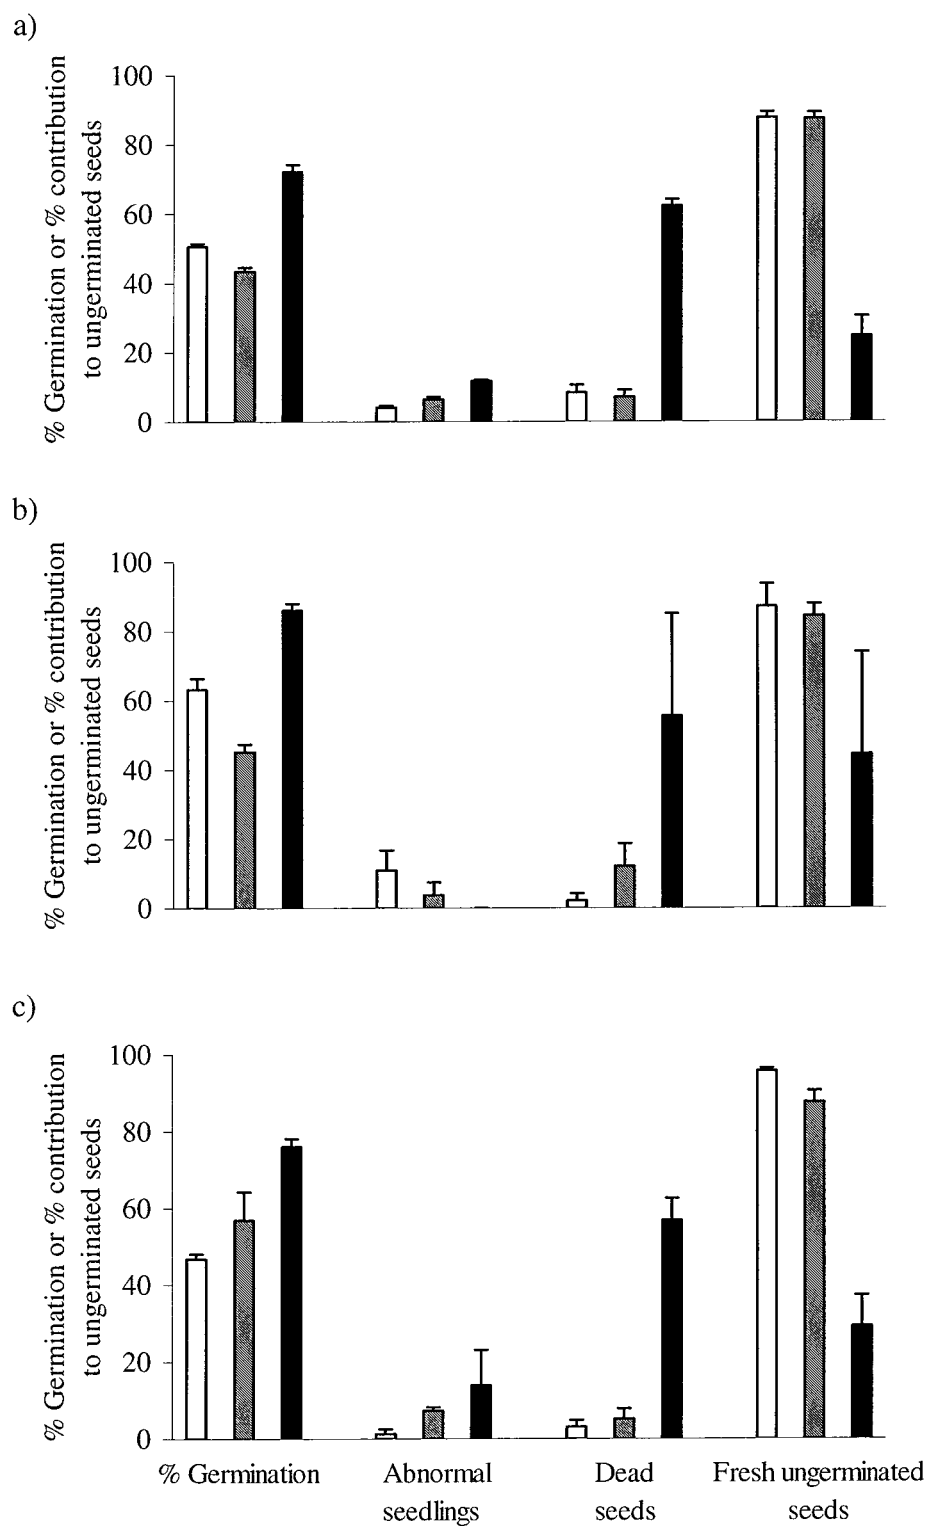 a)
% Germination or % contribution
to ungerminated seeds
100
80
60
40
20
0
b)
% Germination or % contribution
to ungerminated seeds
100
80
60
40
20
0
c)
% Germination or % contribution
to ungerminated seeds
100
80
60
40
20
0
% Germination
Abnormal
seedlings
Dead
seeds
Fresh ungerminated
seeds